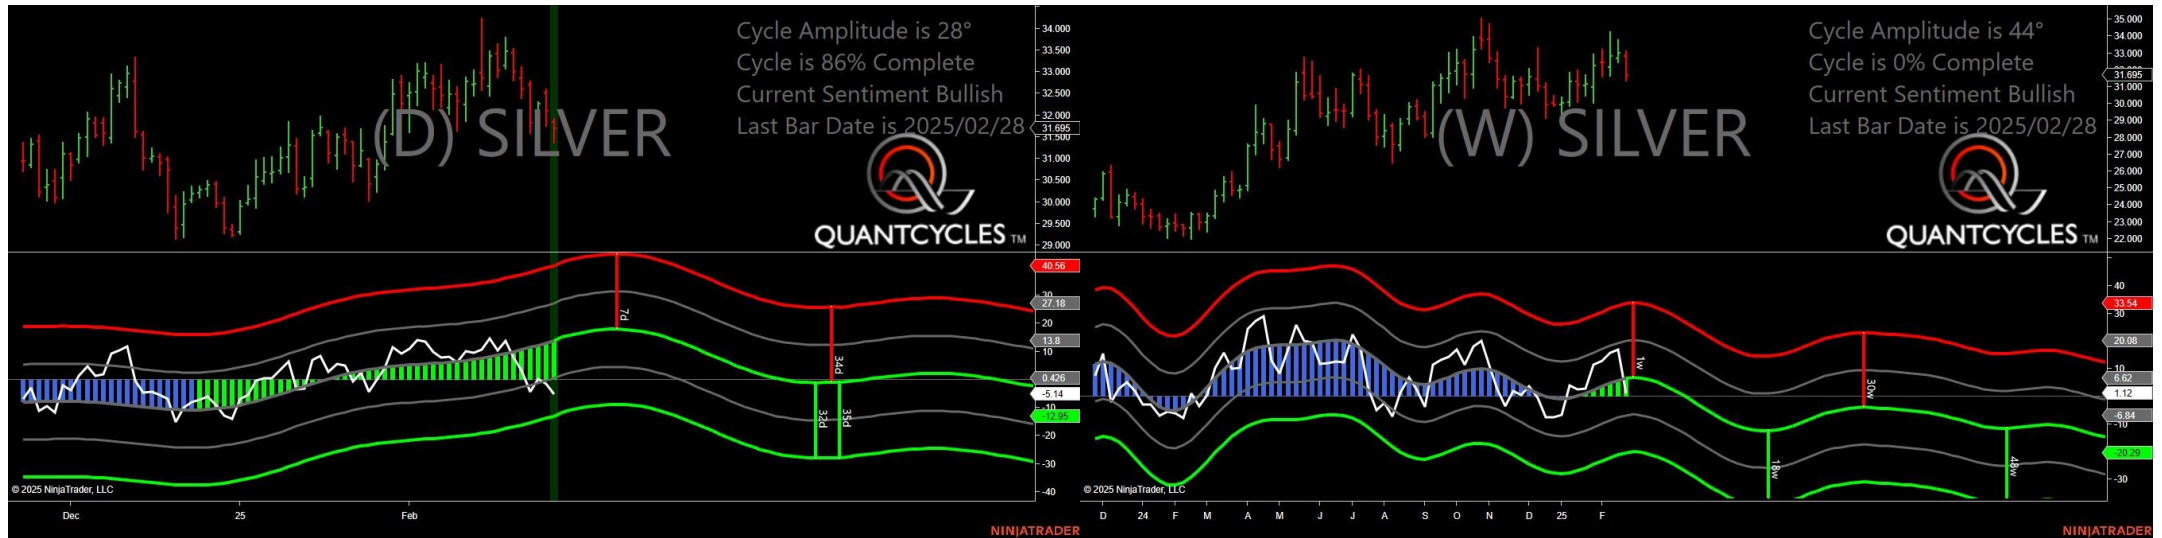 Cycle Amplitude is 28°
Cycle is 86% Complete
Current Sentiment Bullish
Last Bar Date is 2025/02/28
(D) SILVER
QUANTCYCLES TM
34.000
33.500
33.000
32.500
32.000
31.695
31.500
31.000
30.500
30.000
29.500
29.000
40.56
30
27.18
20
13.8
10
0.426
-5.14
-10
-12.95
-20
-30
-40
7d
34d
32d
35d
© 2025 NinjaTrader, LLC
Dec
25
Feb
NINJATRADER
Cycle Amplitude is 44°
Cycle is 0% Complete
Current Sentiment Bullish
Last Bar Date is 2025/02/28
(W) SILVER
QUANTCYCLES TM
35.000
34.000
33.000
31.695
31.000
30.000
29.000
28.000
27.000
26.000
25.000
24.000
23.000
22.000
40
33.54
30
20.08
10
6.62
1.12
-6.84
-10
-20.29
-30
1w
30w
18w
48w
© 2025 NinjaTrader, LLC
D
24
F
M
A
M
J
J
A
S
O
N
D
25
F
NINJATRADER